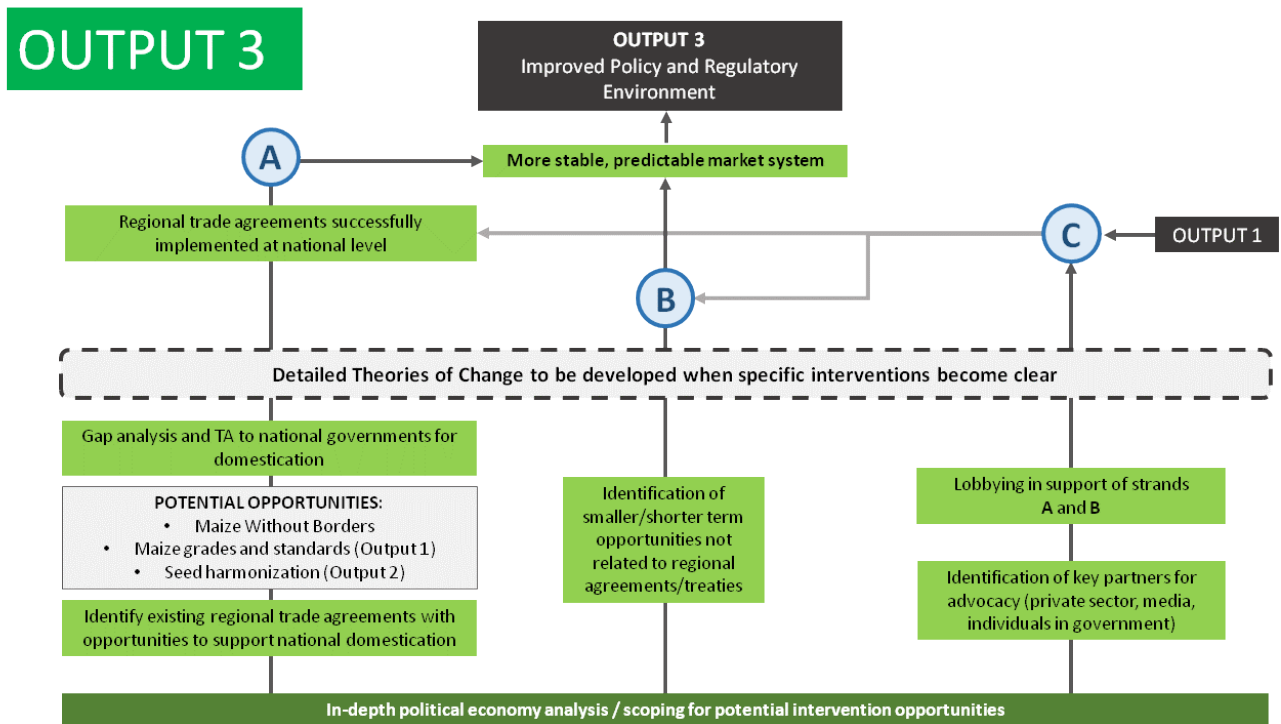 OUTPUT 3
OUTPUT 3
Improved Policy and Regulatory
Environment
A
More stable, predictable market system
Regional trade agreements successfully
implemented at national level
C
OUTPUT 1
B
Detailed Theories of Change to be developed when specific interventions become clear
Gap analysis and TA to national governments for
domestication
POTENTIAL OPPORTUNITIES:
• Maize Without Borders
• Maize grades and standards (Output 1)
• Seed harmonization (Output 2)
Identify existing regional trade agreements with
opportunities to support national domestication
Identification of
smaller/shorter term
opportunities not
related to regional
agreements/treaties
Lobbying in support of strands
A and B
Identification of key partners for
advocacy (private sector, media,
individuals in government)
In-depth political economy analysis / scoping for potential intervention opportunities